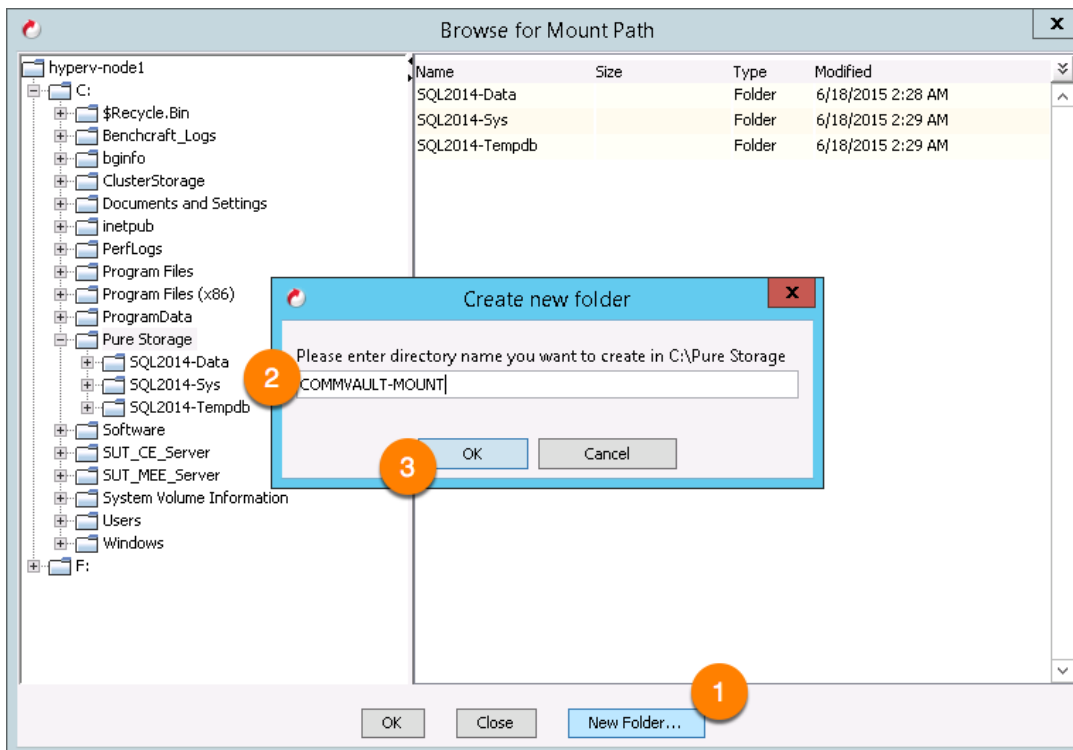 Browse for Mount Path
x
hyperv-node1
C:
$Recycle.Bin
Benchcraft_Logs
bginfo
ClusterStorage
Documents and Settings
inetpub
PerfLogs
Program Files
Program Files (x86)
ProgramData
Pure Storage
SQL2014-Data
SQL2014-Sys
SQL2014-Tempdb
Software
SUT_CE_Server
SUT_MEE_Server
System Volume Information
Users
Windows
F:
Name Size Type Modified
SQL2014-Data Folder 6/18/2015 2:28 AM
SQL2014-Sys Folder 6/18/2015 2:29 AM
SQL2014-Tempdb Folder 6/18/2015 2:29 AM
Create new folder
x
Please enter directory name you want to create in C:\Pure Storage
2
COMMVAULT-MOUNT
3
OK Cancel
1
OK Close New Folder...